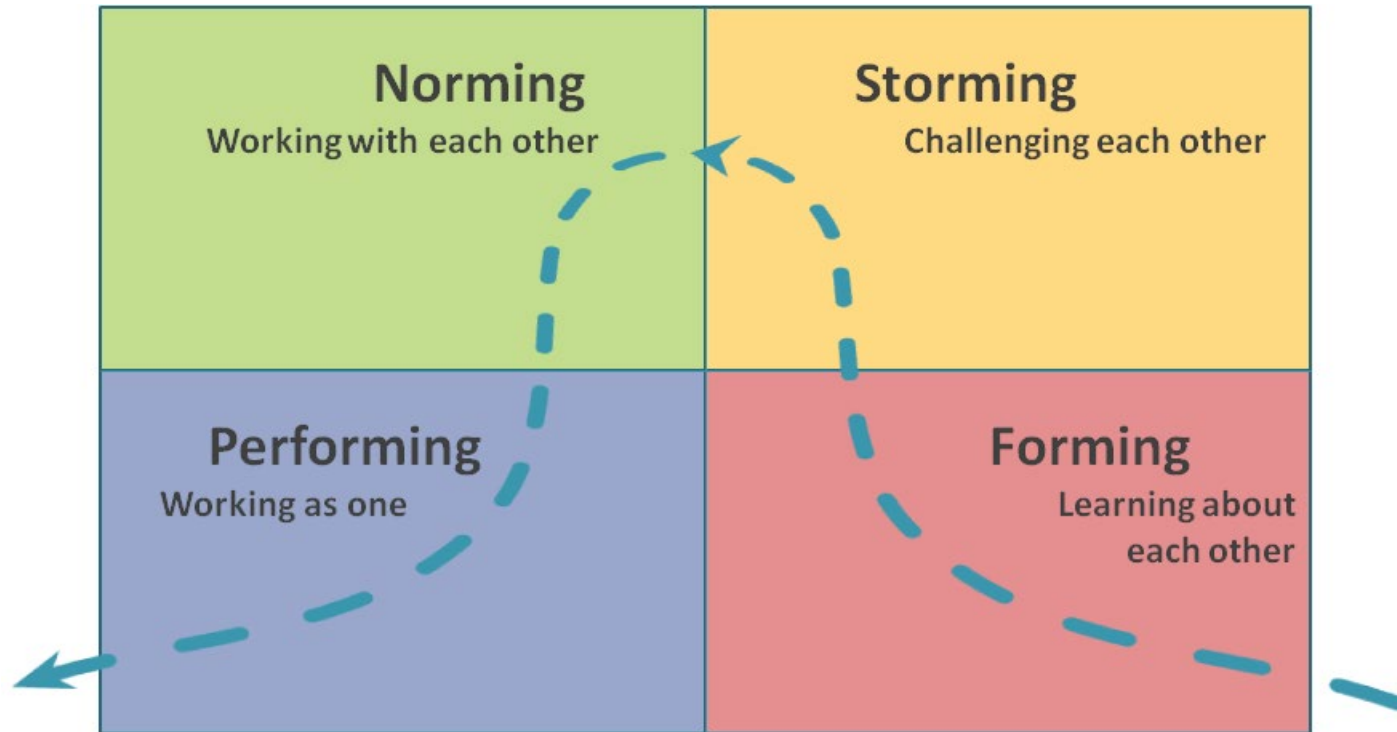 Norming
Working with each other
Storming
Challenging each other
Performing
Working as one
Forming
Learning about
each other